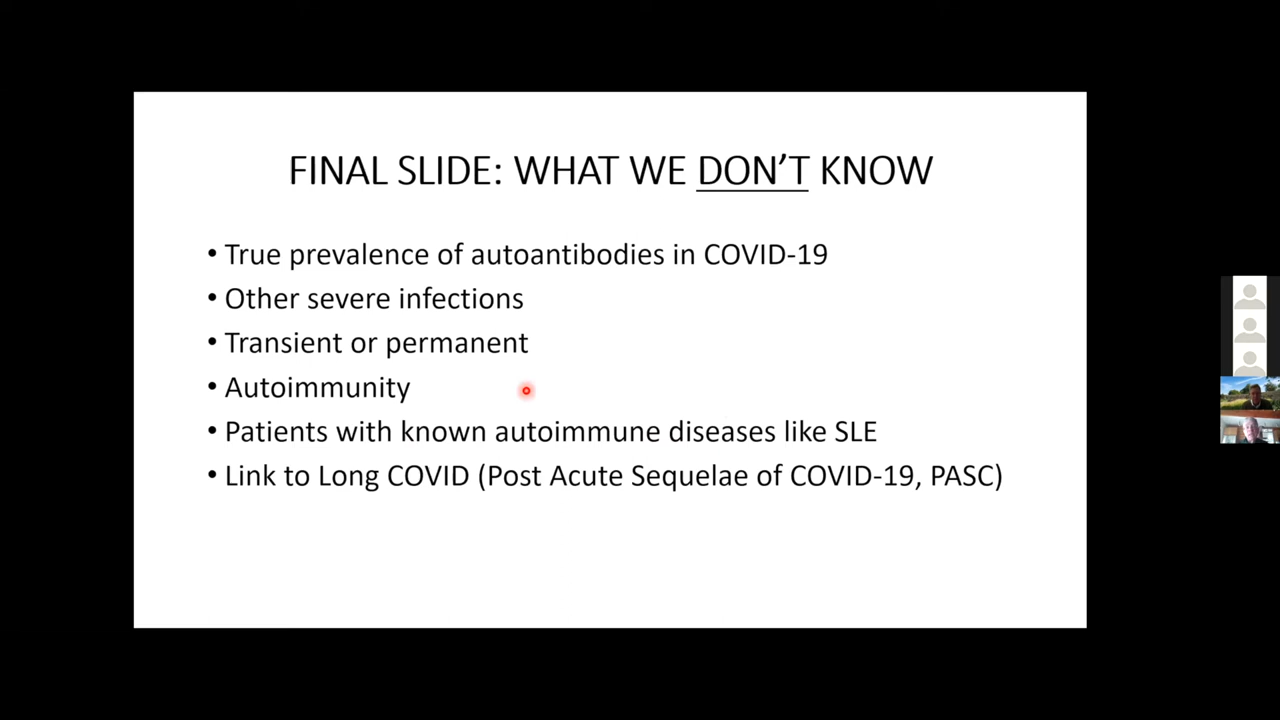 FINAL SLIDE: WHAT WE DON'T KNOW
• True prevalence of autoantibodies in COVID-19
• Other severe infections
• Transient or permanent
• Autoimmunity
• Patients with known autoimmune diseases like SLE
• Link to Long COVID (Post Acute Sequelae of COVID-19, PASC)